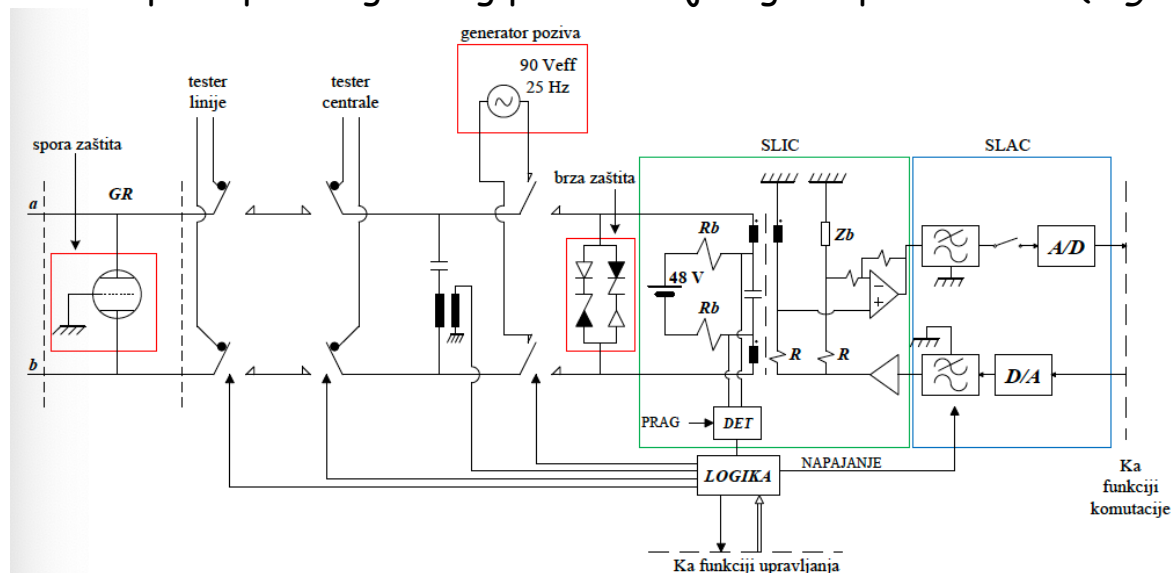 generator poziva
90 Veff
25 Hz
tester
linije
tester
centrale
spora zaštita
GR
brza zaštita
SLIC
SLAC
a
Rb
Zb
A/D
48 V
Rb
b
R
R
D/A
PRAG
DET
LOGIKA
NAPAJANJE
Ka
funkciji
komutacije
Ka funkciji upravljanja